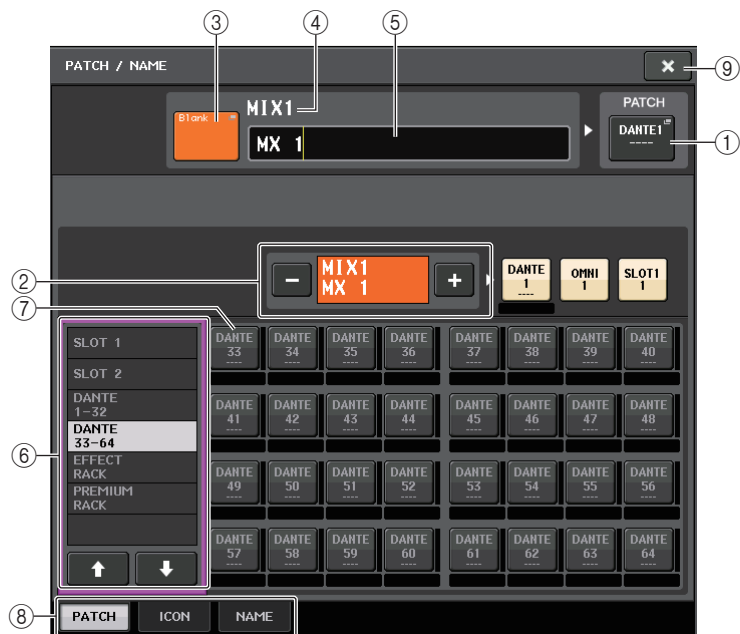 ③ ④ ⑤
PATCH / NAME
×
⑨
Blank
MIX1
MX 1
PATCH
DANTE1
----
①
②
−
MIX1
MX 1
+
DANTE
1
----
OMNI
1
SLOT1
1
⑦
⑥
SLOT 1
SLOT 2
DANTE
1-32
DANTE
33-64
EFFECT
RACK
PREMIUM
RACK
DANTE 33 ----
DANTE 34 ----
DANTE 35 ----
DANTE 36 ----
DANTE 37 ----
DANTE 38 ----
DANTE 39 ----
DANTE 40 ----
DANTE 41 ----
DANTE 42 ----
DANTE 43 ----
DANTE 44 ----
DANTE 45 ----
DANTE 46 ----
DANTE 47 ----
DANTE 48 ----
DANTE 49 ----
DANTE 50 ----
DANTE 51 ----
DANTE 52 ----
DANTE 53 ----
DANTE 54 ----
DANTE 55 ----
DANTE 56 ----
DANTE 57 ----
DANTE 58 ----
DANTE 59 ----
DANTE 60 ----
DANTE 61 ----
DANTE 62 ----
DANTE 63 ----
DANTE 64 ----
⑧
PATCH ICON NAME